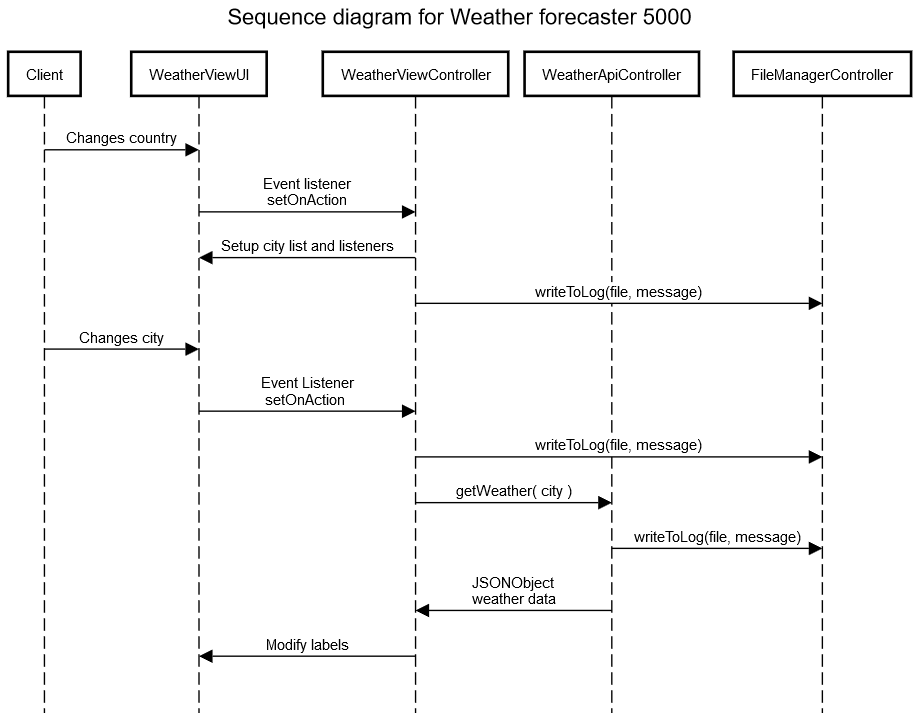 Sequence diagram for Weather forecaster 5000
Client
WeatherViewUI
WeatherViewController
WeatherApiController
FileManagerController
Changes country
Event listener
setOnAction
Setup city list and listeners
writeToLog(file, message)
Changes city
Event Listener
setOnAction
writeToLog(file, message)
getWeather( city )
writeToLog(file, message)
JSONObject
weather data
Modify labels